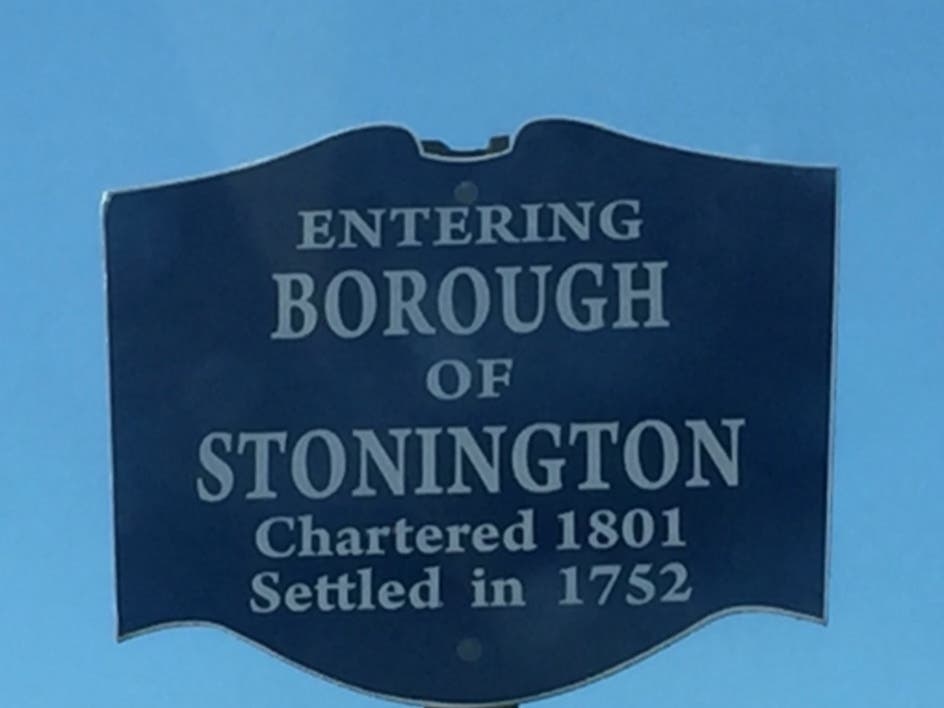 ENTERING
BOROUGH
OF
STONINGTON
Chartered 1801
Settled in 1752